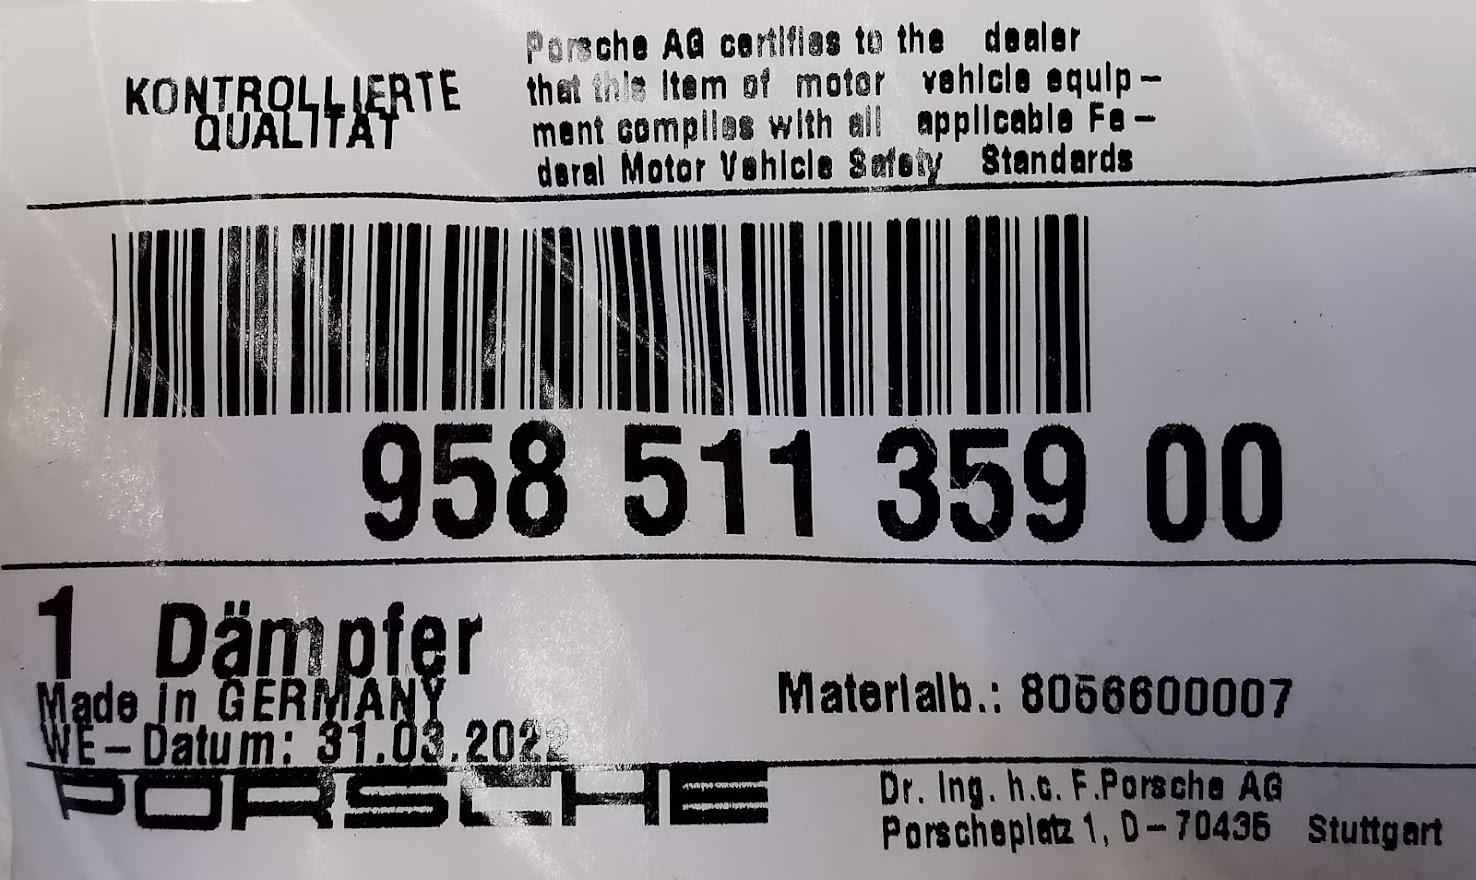 KONTROLLIERTE
QUALITÄT
Porsche AG certifies to the dealer
that this item of motor vehicle equip-
ment complies with all applicable Fe-
deral Motor Vehicle Safety Standards
958 511 359 00
1 Dämpfer
Made in GERMANY
WE-Datum: 31.03.2022
Materialb.: 8056600007
PORSCHE
Dr. Ing. h.c. F.Porsche AG
Porscheplatz 1, D-70435 Stuttgart